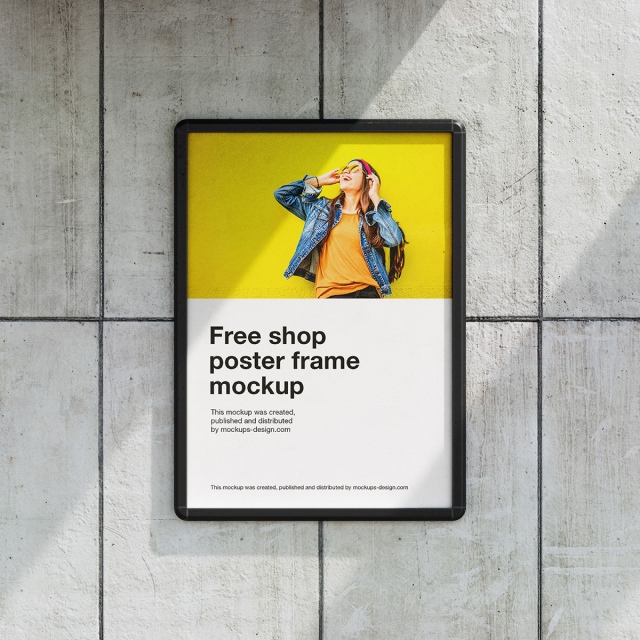 Free shop
poster frame
mockup
This mockup was created,
published and distributed
by mockups-design.com
This mockup was created, published and distributed by mockups-design.com